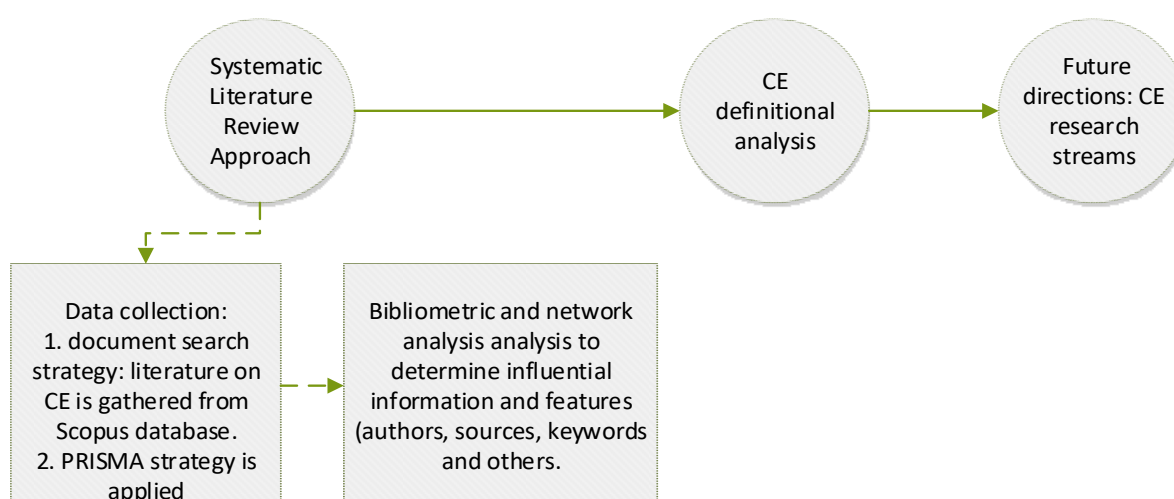 Systematic
Literature
Review
Approach
CE
definitional
analysis
Future
directions: CE
research
streams
Data collection:
1. document search
strategy: literature on
CE is gathered from
Scopus database.
2. PRISMA strategy is
applied
Bibliometric and network
analysis analysis to
determine influential
information and features
(authors, sources, keywords
and others.